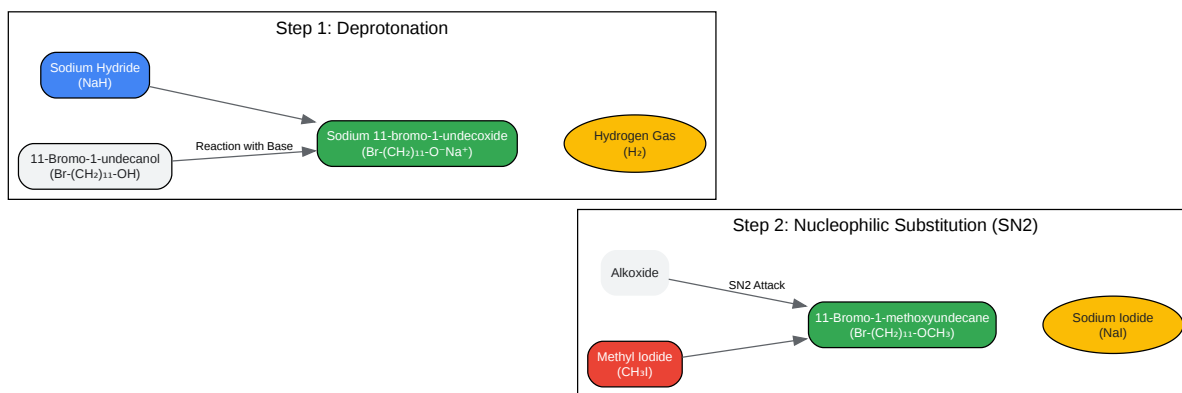 Step 1: Deprotonation
Sodium Hydride
(NaH)
11-Bromo-1-undecanol
(Br-(CH₂)₁₁-OH)
Reaction with Base
Sodium 11-bromo-1-undecoxide
(Br-(CH₂)₁₁-O⁻Na⁺)
Hydrogen Gas
(H₂)
Step 2: Nucleophilic Substitution (SN2)
Alkoxide
SN2 Attack
Methyl Iodide
(CH₃I)
11-Bromo-1-methoxyundecane
(Br-(CH₂)₁₁-OCH₃)
Sodium Iodide
(NaI)